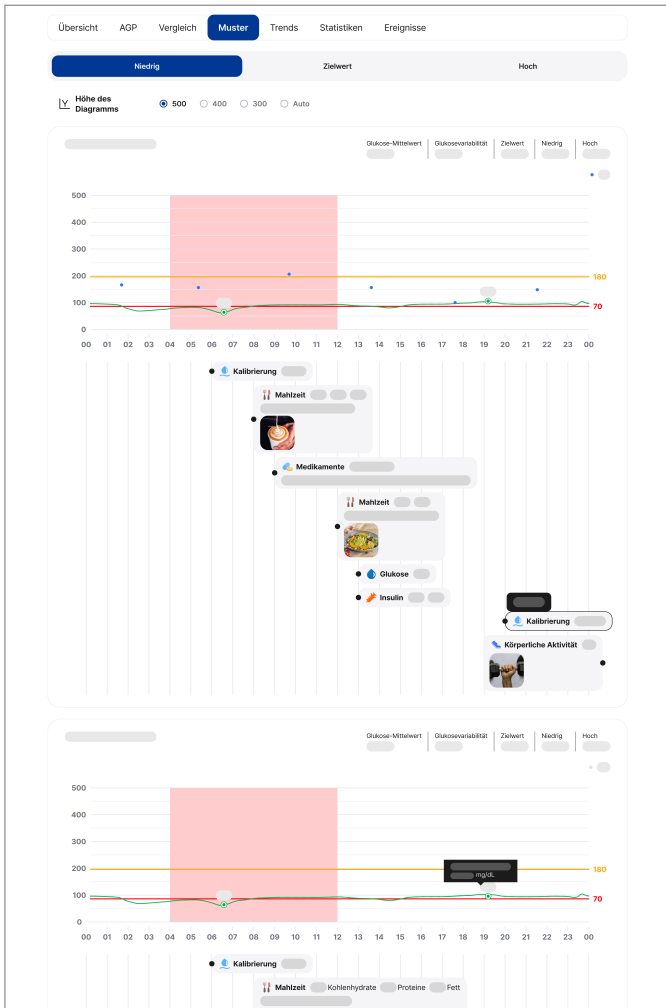 Übersicht AGP Vergleich Muster Trends Statistiken Ereignisse
Niedrig Zielwert Hoch
Höhe des
Diagramms
500 400 300 Auto
Glukose-Mittelwert Glukosevariabilität Zielwert Niedrig Hoch
500
400
300
200
180
100
70
0
00 01 02 03 04 05 06 07 08 09 10 11 12 13 14 15 16 17 18 19 20 21 22 23 00
Kalibrierung
Mahlzeit
Medikamente
Mahlzeit
Glukose
Insulin
Kalibrierung
Körperliche Aktivität
Glukose-Mittelwert Glukosevariabilität Zielwert Niedrig Hoch
500
400
300
200
180
mg/dL
100
70
0
00 01 02 03 04 05 06 07 08 09 10 11 12 13 14 15 16 17 18 19 20 21 22 23 00
Kalibrierung
Mahlzeit Kohlenhydrate Proteine Fett